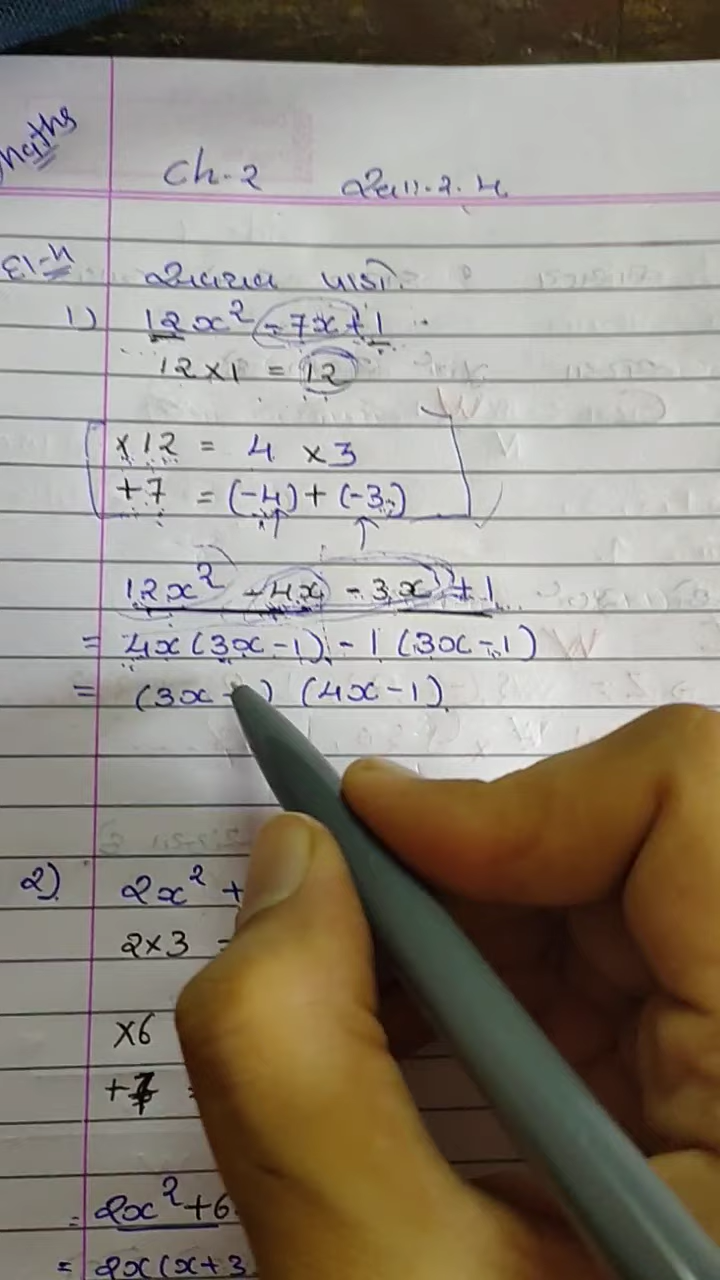 maths
Ch-2 સ્વા. 2.4
દા-4 અવયવ પાડો.
1) 12x² - 7x + 1
12 × 1 = 12
×12 = 4 × 3
+7 = (-4) + (-3)
12x² - 4x - 3x + 1
= 4x(3x - 1) - 1 (3x - 1)
= (3x - ) (4x - 1)
2) 2x² +
2×3 =
×6
+7 =
= 2x² + 6
= 2x(x+3